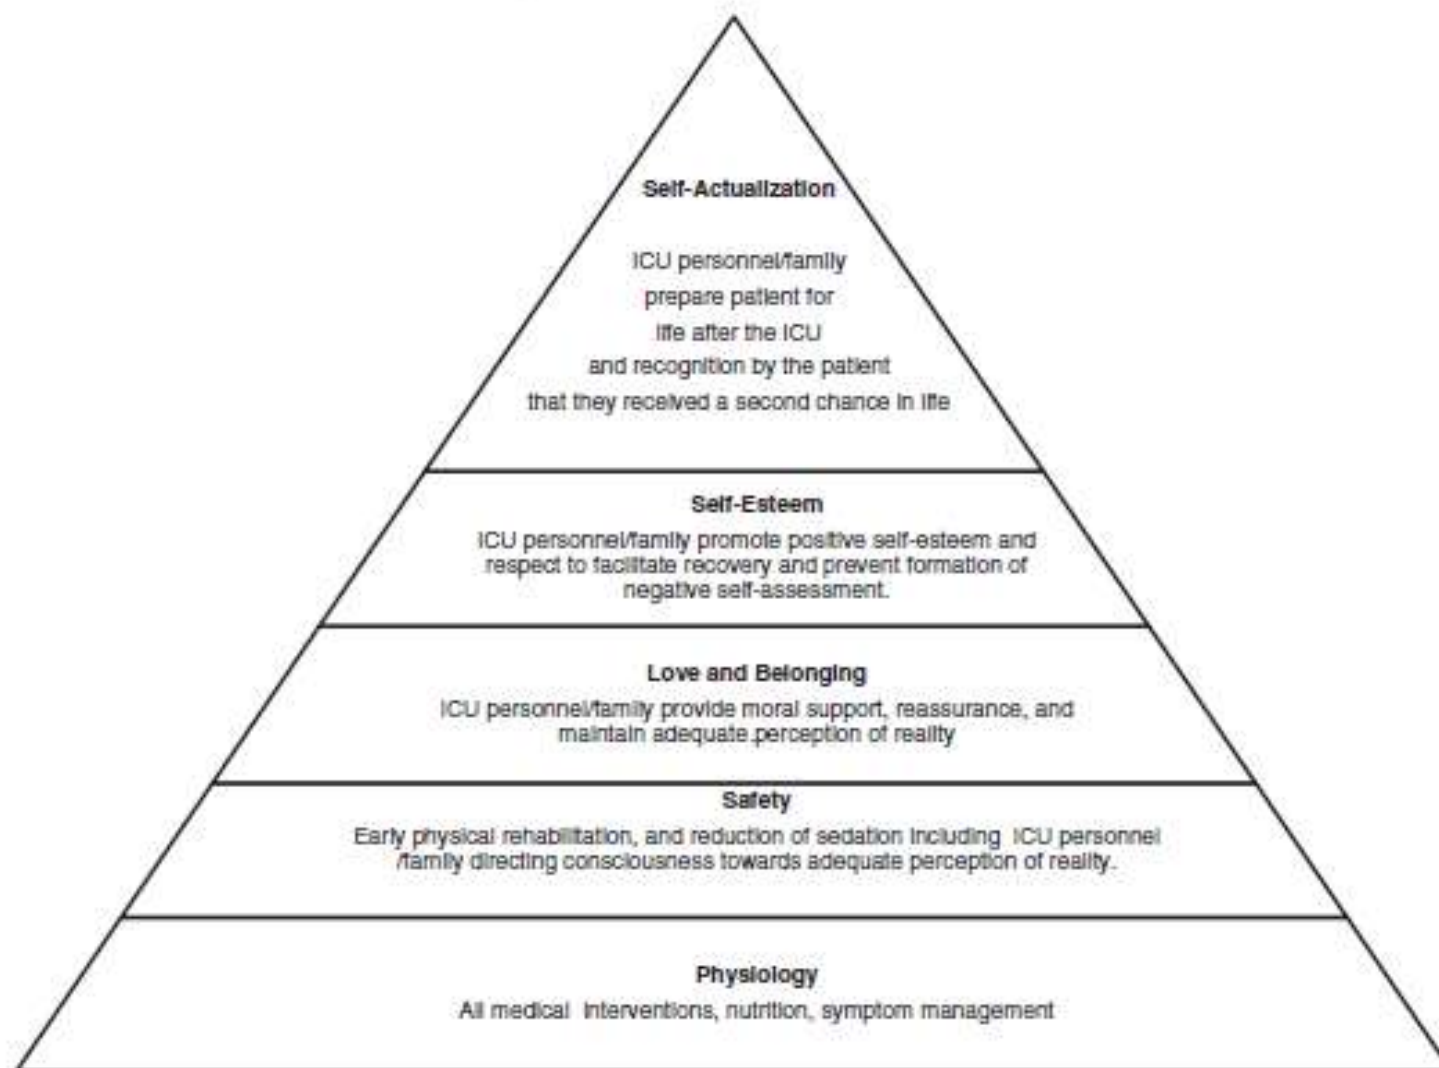 Self-Actualization
ICU personnel/family
prepare patient for
life after the ICU
and recognition by the patient
that they received a second chance in life
Self-Esteem
ICU personnel/family promote positive self-esteem and
respect to facilitate recovery and prevent formation of
negative self-assessment.
Love and Belonging
ICU personnel/family provide moral support, reassurance, and
maintain adequate perception of reality
Safety
Early physical rehabilitation, and reduction of sedation including ICU personnel
/family directing consciousness towards adequate perception of reality.
Physiology
All medical interventions, nutrition, symptom management